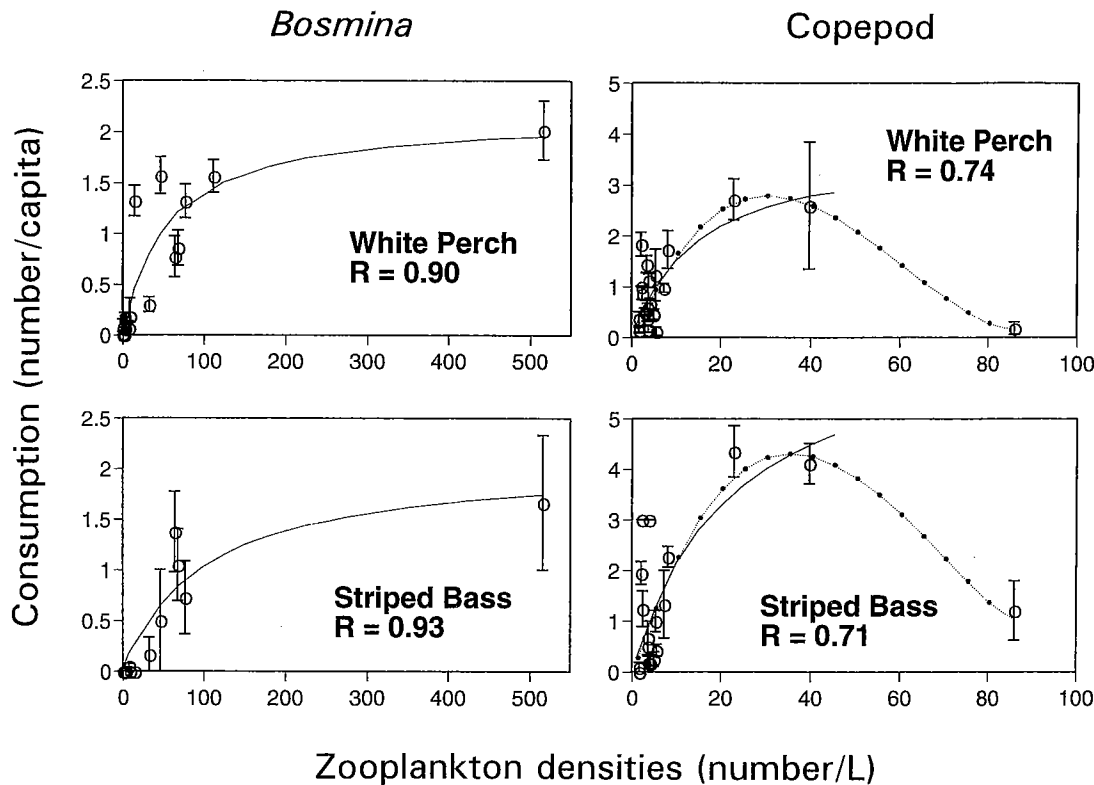 Bosmina
Copepod
Consumption (number/capita)
2.5
2
1.5
1
0.5
0
0 100 200 300 400 500
White Perch
R = 0.90
5
4
3
2
1
0
0 20 40 60 80 100
White Perch
R = 0.74
2.5
2
1.5
1
0.5
0
0 100 200 300 400 500
Striped Bass
R = 0.93
5
4
3
2
1
0
0 20 40 60 80 100
Striped Bass
R = 0.71
Zooplankton densities (number/L)